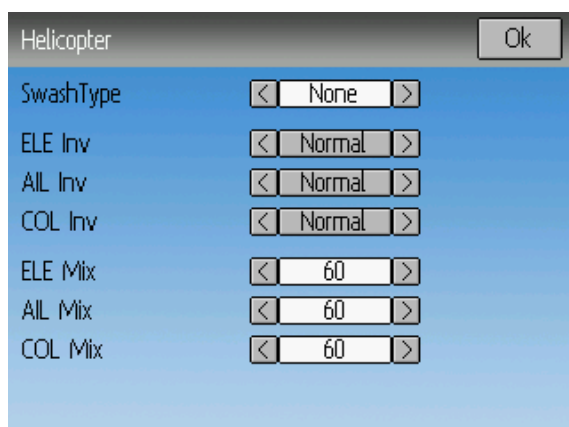 Helicopter Ok
SwashType < None >
ELE Inv < Normal >
AIL Inv < Normal >
COL Inv < Normal >
ELE Mix < 60 >
AIL Mix < 60 >
COL Mix < 60 >